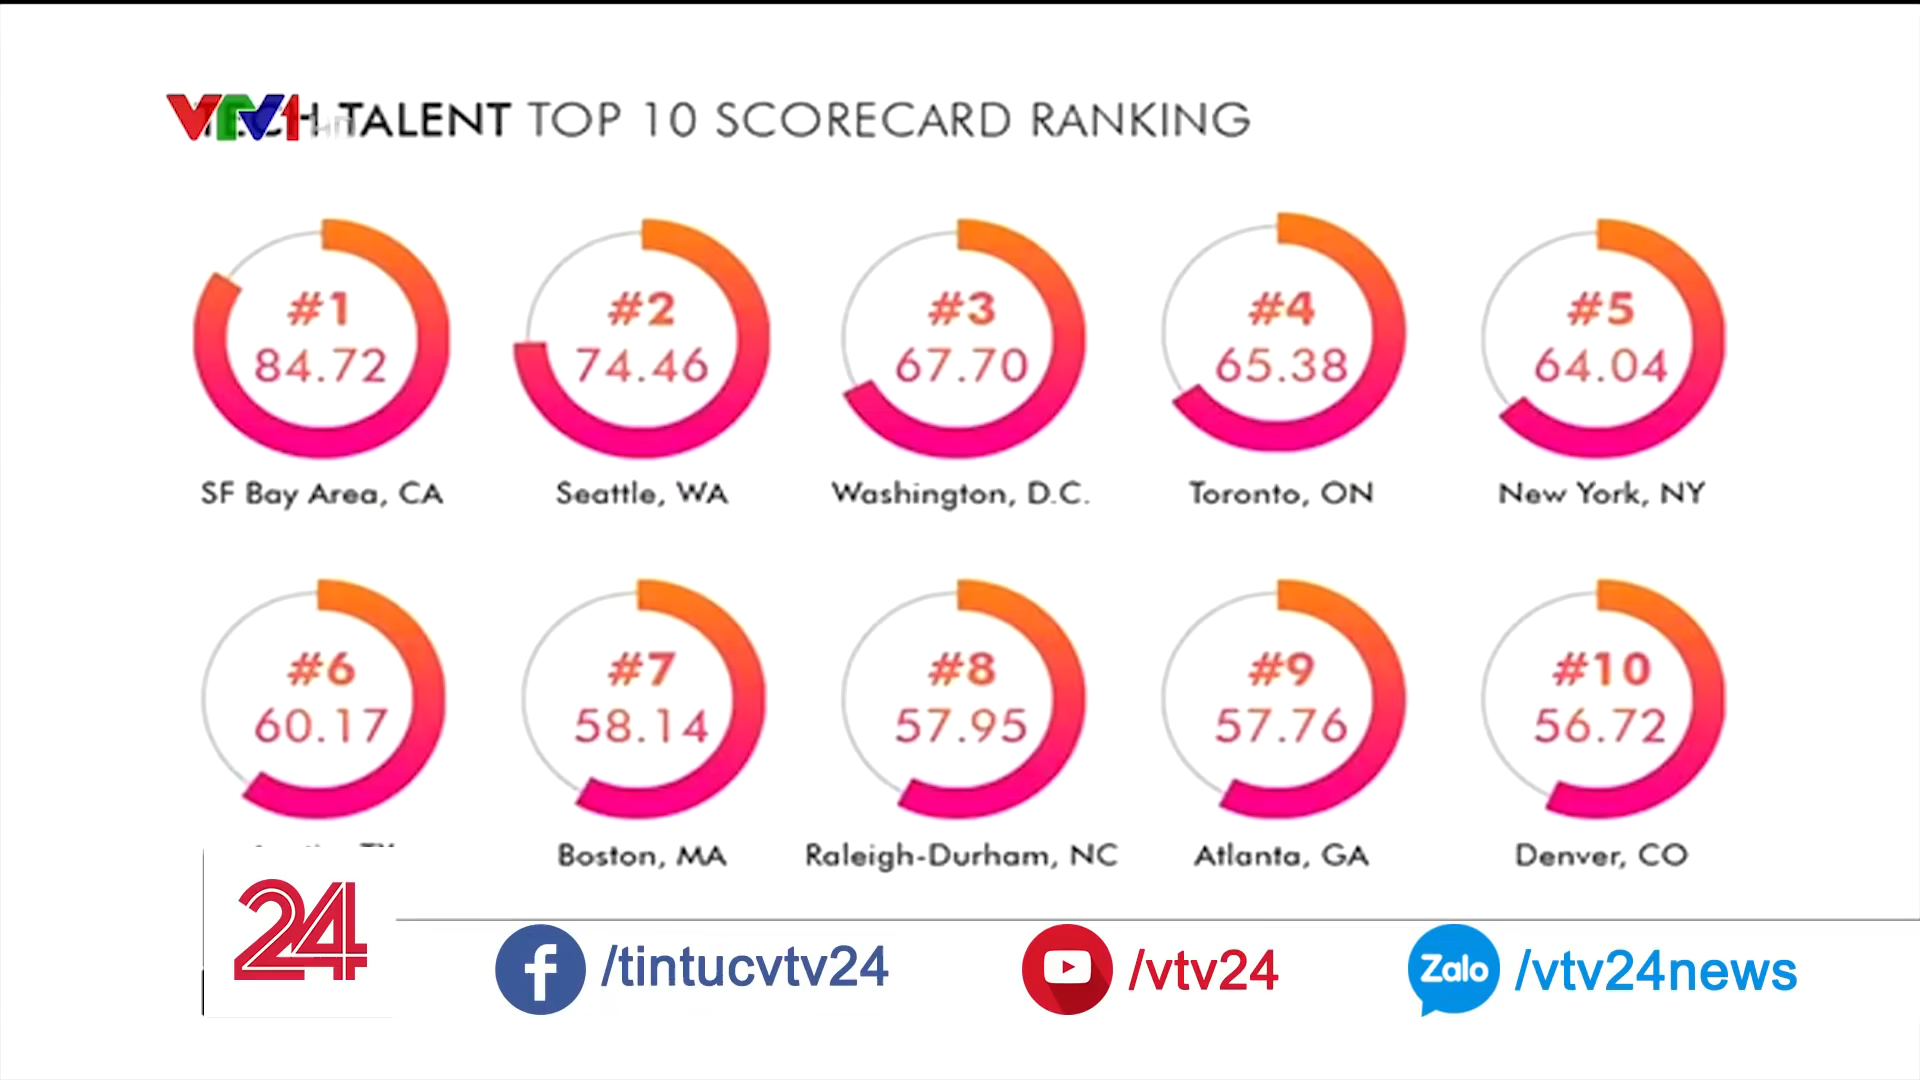 VTV1 HD
TECH TALENT TOP 10 SCORECARD RANKING
#1
84.72
SF Bay Area, CA
#2
74.46
Seattle, WA
#3
67.70
Washington, D.C.
#4
65.38
Toronto, ON
#5
64.04
New York, NY
#6
60.17
#7
58.14
Boston, MA
#8
57.95
Raleigh-Durham, NC
#9
57.76
Atlanta, GA
#10
56.72
Denver, CO
24
/tintucvtv24
/vtv24
Zalo /vtv24news